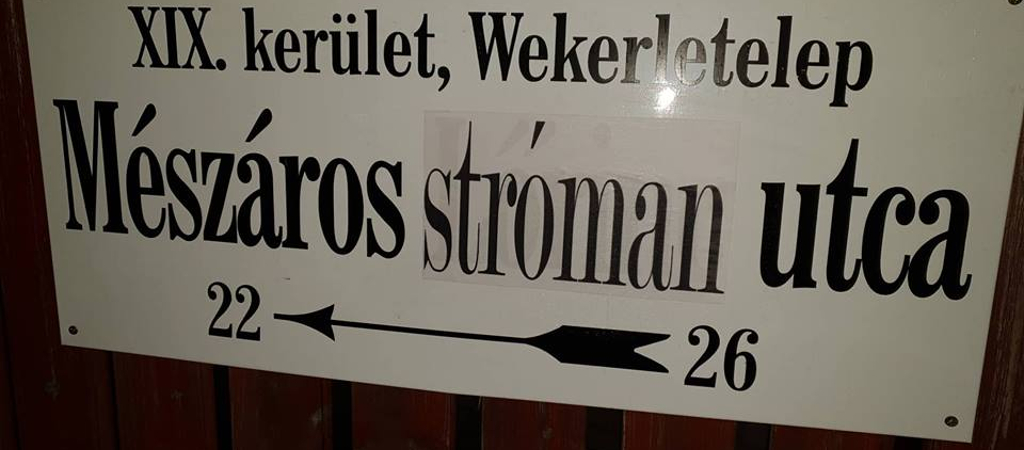 XIX. kerület, Wekerletelep
Mészáros stróman utca
22 26